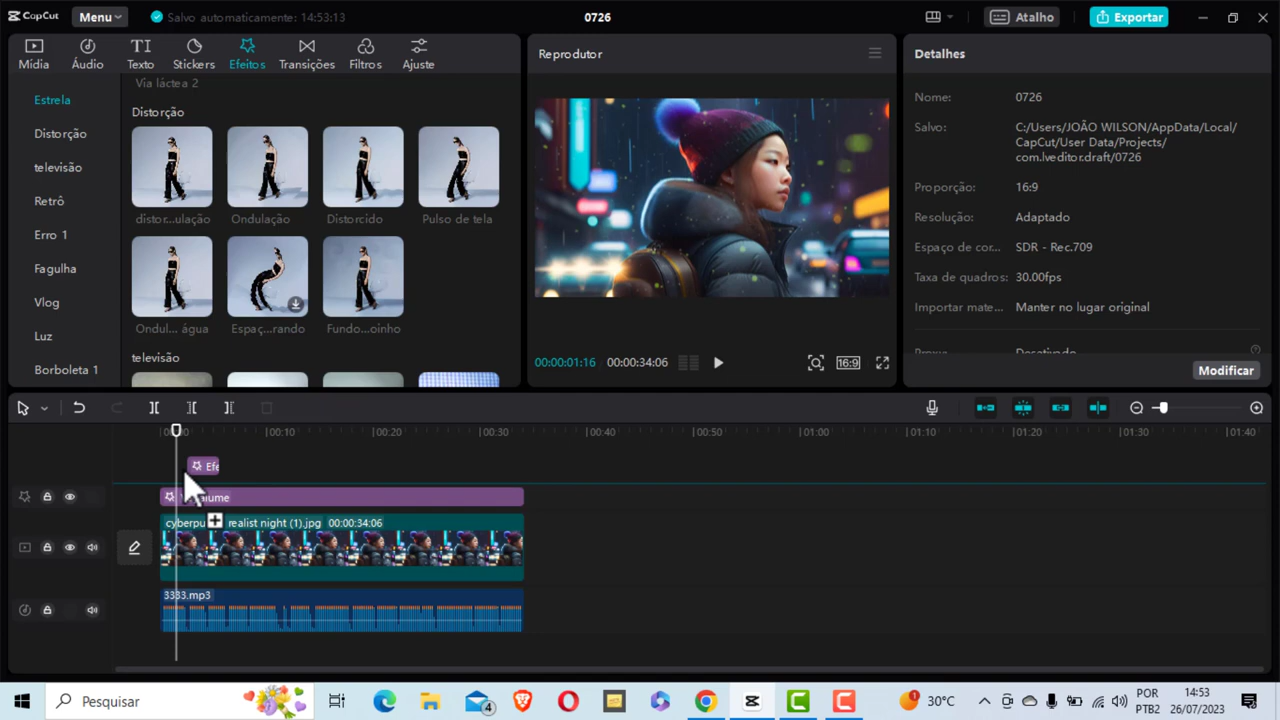 CapCut
Menu
Salvo automaticamente: 14:53:13
0726
Atalho
Exportar
Mídia
Áudio
Texto
Stickers
Efeitos
Transições
Filtros
Ajuste
Estrela
Distorção
televisão
Retrô
Erro 1
Fagulha
Vlog
Luz
Borboleta 1
Via láctea 2
Distorção
distor...ulação
Ondulação
Distorcido
Pulso de tela
Ondul... água
Espaç...rando
Fundo...oinho
televisão
Reprodutor
00:00:01:16
00:00:34:06
16:9
Detalhes
Nome: 0726
Salvo: C:/Users/JOÃO WILSON/AppData/Local/
CapCut/User Data/Projects/
com.lveditor.draft/0726
Proporção: 16:9
Resolução: Adaptado
Espaço de cor... SDR - Rec.709
Taxa de quadros: 30.00fps
Importar mate... Manter no lugar original
Modificar
00:10
00:20
00:30
00:40
00:50
01:00
01:10
01:20
01:30
01:40
Efe
cyberpu
realist night (1).jpg 00:00:34:06
3333.mp3
Pesquisar
4
30°C
POR
PTB2
14:53
26/07/2023